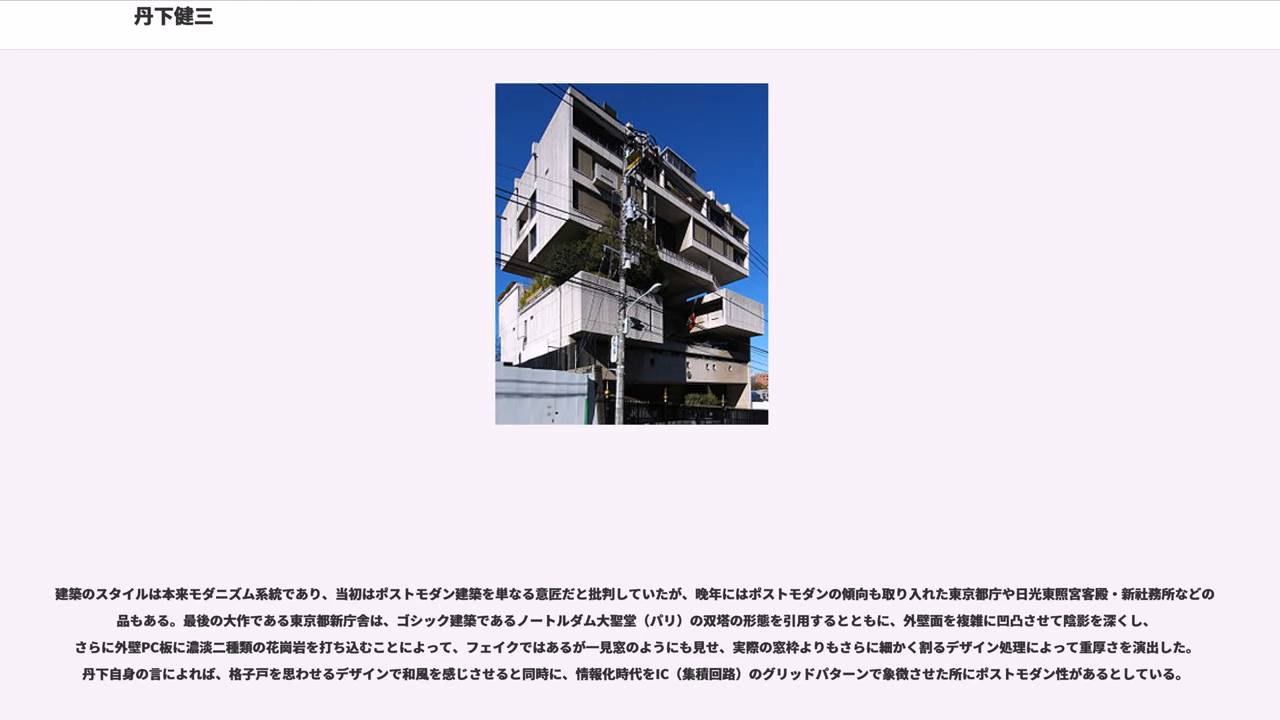 丹下健三
建築のスタイルは本来モダニズム系統であり、当初はポストモダン建築を単なる意匠だと批判していたが、晩年にはポストモダンの傾向も取り入れた東京都庁や日光東照宮客殿・新社務所などの
品もある。最後の大作である東京都新庁舎は、ゴシック建築であるノートルダム大聖堂（パリ）の双塔の形態を引用するとともに、外壁面を複雑に凹凸させて陰影を深くし、
さらに外壁PC板に濃淡二種類の花崗岩を打ち込むことによって、フェイクではあるが一見窓のようにも見せ、実際の窓枠よりもさらに細かく割るデザイン処理によって重厚さを演出した。
丹下自身の言によれば、格子戸を思わせるデザインで和風を感じさせると同時に、情報化時代をIC（集積回路）のグリッドパターンで象徴させた所にポストモダン性があるとしている。